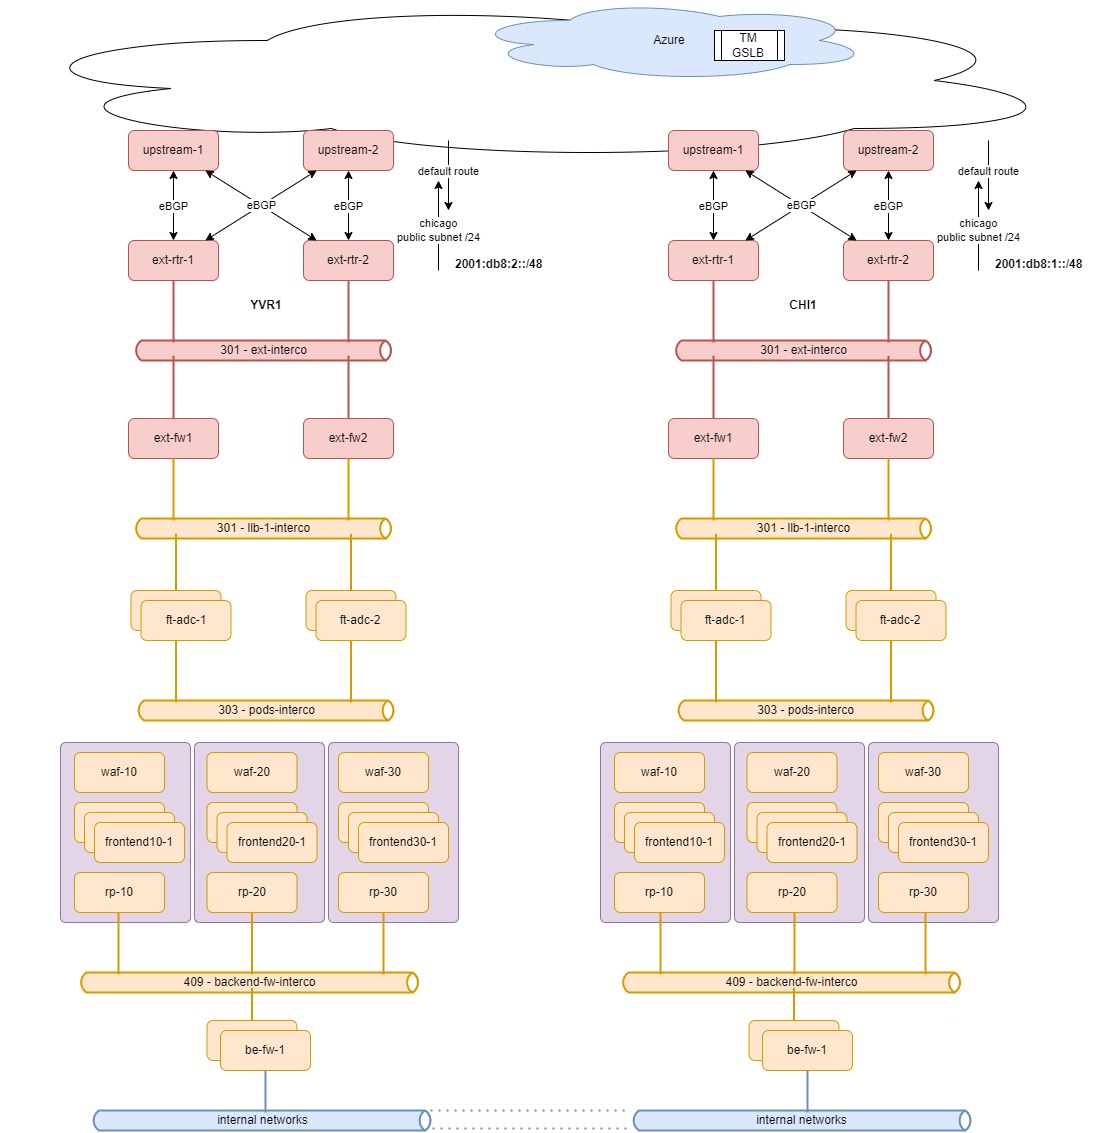 Azure
TM
GSLB
upstream-1
upstream-2
upstream-1
upstream-2
default route
default route
eBGP
eBGP
eBGP
eBGP
eBGP
eBGP
chicago
public subnet /24
chicago
public subnet /24
ext-rtr-1
ext-rtr-2
2001:db8:2::/48
ext-rtr-1
ext-rtr-2
2001:db8:1::/48
YVR1
CHI1
301 - ext-interco
301 - ext-interco
ext-fw1
ext-fw2
ext-fw1
ext-fw2
301 - llb-1-interco
301 - llb-1-interco
ft-adc-1
ft-adc-2
ft-adc-1
ft-adc-2
303 - pods-interco
303 - pods-interco
waf-10
waf-20
waf-30
waf-10
waf-20
waf-30
frontend10-1
frontend20-1
frontend30-1
frontend10-1
frontend20-1
frontend30-1
rp-10
rp-20
rp-30
rp-10
rp-20
rp-30
409 - backend-fw-interco
409 - backend-fw-interco
be-fw-1
be-fw-1
internal networks
internal networks